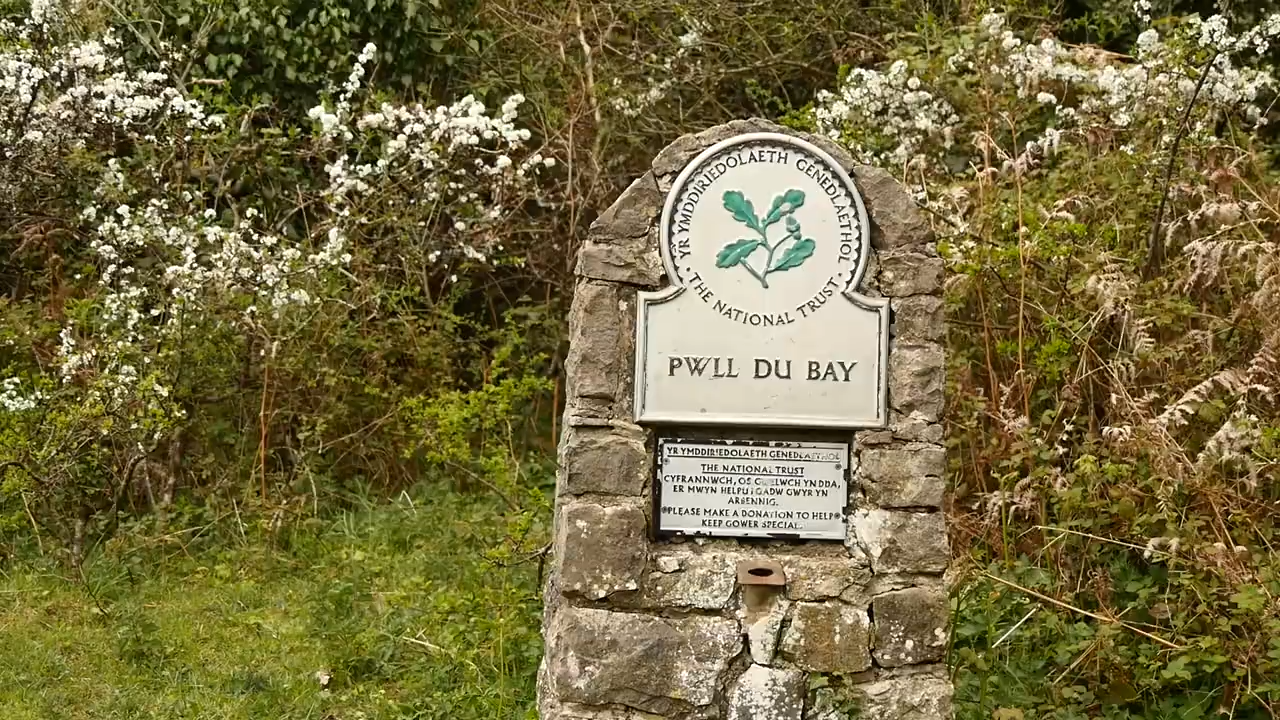 YR YMDDIRIEDOLAETH GENEDLAETHOL
THE NATIONAL TRUST
PWLL DU BAY
YR YMDDIRIEDOLAETH GENEDLAETHOL
THE NATIONAL TRUST
CYFRANNWCH, OS GWELWCH YN DDA,
ER MWYN HELPU I GADW GWYR YN
ARBENNIG.
PLEASE MAKE A DONATION TO HELP
KEEP GOWER SPECIAL.